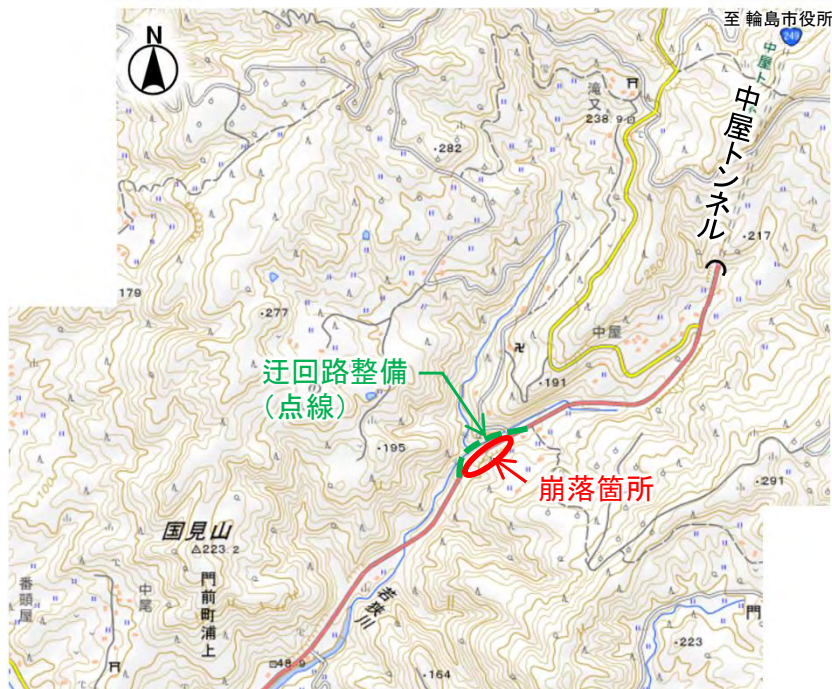 至 輪島市役所
249
N
中屋ト
滝又
238.9
中屋トンネル
・282
・217
250
179
・277
中屋
卍
迂回路整備
(点線)
・191
・195
崩落箇所
・291
100
国見山
△223.2
番頭屋
中尾
門前町浦上
若狭川
門
・223
48.9
・164